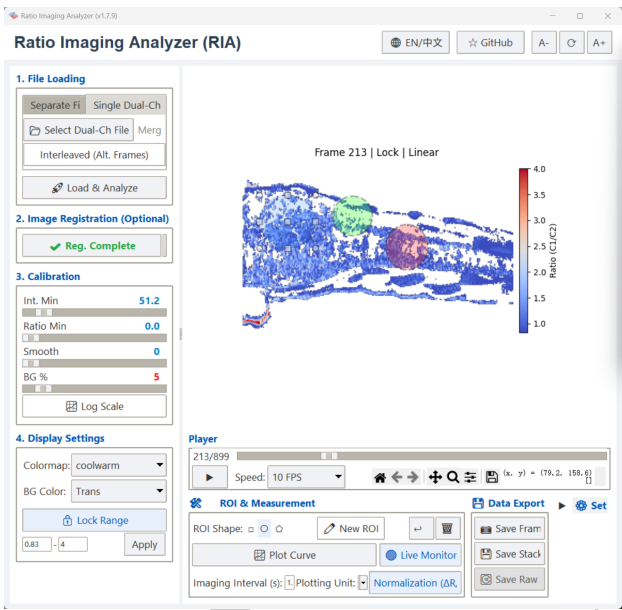 Ratio Imaging Analyzer (v1.7.9)
Ratio Imaging Analyzer (RIA)
EN/中文
☆ GitHub
A-
A+
1. File Loading
Separate Fi
Single Dual-Ch
Select Dual-Ch File
Merg
Interleaved (Alt. Frames)
Load & Analyze
2. Image Registration (Optional)
✔ Reg. Complete
3. Calibration
Int. Min 51.2
Ratio Min 0.0
Smooth 0
BG % 5
Log Scale
4. Display Settings
Colormap: coolwarm
BG Color: Trans
Lock Range
0.83 - 4 Apply
Frame 213 | Lock | Linear
4.0
3.5
3.0
2.5
2.0
1.5
1.0
Ratio (C1/C2)
Player
213/899
Speed: 10 FPS
(x, y) = (79.2, 158.6)
[]
ROI & Measurement
ROI Shape:
New ROI
Plot Curve
Live Monitor
Imaging Interval (s): 1. Plotting Unit:
Normalization (ΔR,
Data Export
Set
Save Fram
Save Stack
Save Raw